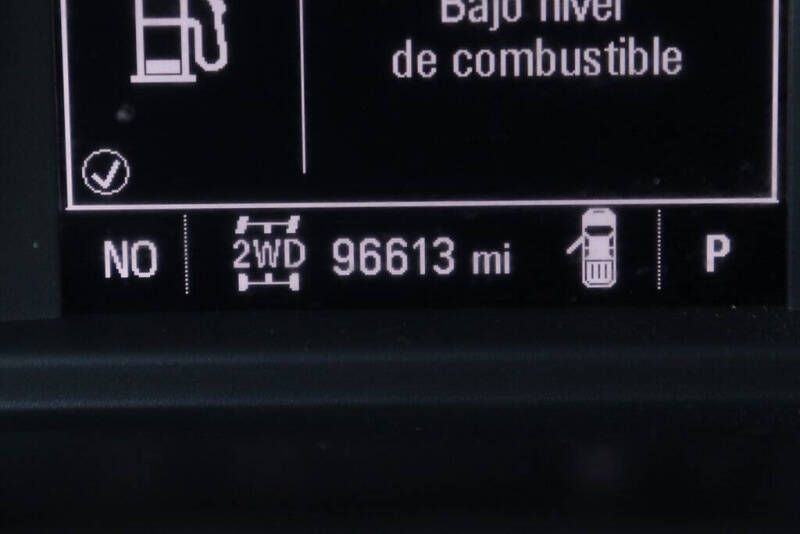 Bajo nivel
de combustible
NO 2WD 96613 mi P